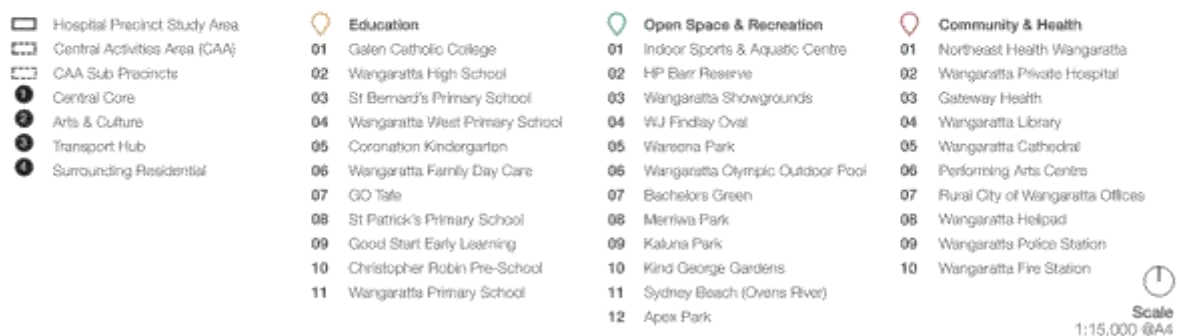 Hospital Precinct Study Area
Central Activities Area (CAA)
CAA Sub Precincts
1 Central Core
2 Arts & Culture
3 Transport Hub
4 Surrounding Residential
Education
01 Galen Catholic College
02 Wangaratta High School
03 St Bernard's Primary School
04 Wangaratta West Primary School
05 Coronation Kindergarten
06 Wangaratta Family Day Care
07 GO Tafe
08 St Patrick's Primary School
09 Good Start Early Learning
10 Christopher Robin Pre-School
11 Wangaratta Primary School
Open Space & Recreation
01 Indoor Sports & Aquatic Centre
02 HP Barr Reserve
03 Wangaratta Showgrounds
04 WJ Findlay Oval
05 Wareena Park
06 Wangaratta Olympic Outdoor Pool
07 Bachelors Green
08 Merriwa Park
09 Kaluna Park
10 Kind George Gardens
11 Sydney Beach (Ovens River)
12 Apex Park
Community & Health
01 Northeast Health Wangaratta
02 Wangaratta Private Hospital
03 Gateway Health
04 Wangaratta Library
05 Wangaratta Cathedral
06 Performing Arts Centre
07 Rural City of Wangaratta Offices
08 Wangaratta Helipad
09 Wangaratta Police Station
10 Wangaratta Fire Station
Scale
1:15,000 @A4